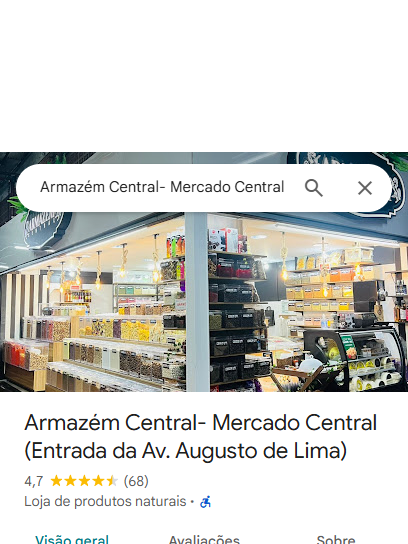 Armazém Central- Mercado Central
Armazém Central- Mercado Central
(Entrada da Av. Augusto de Lima)
4,7 (68)
Loja de produtos naturais ·
Visão geral Avaliações Sobre